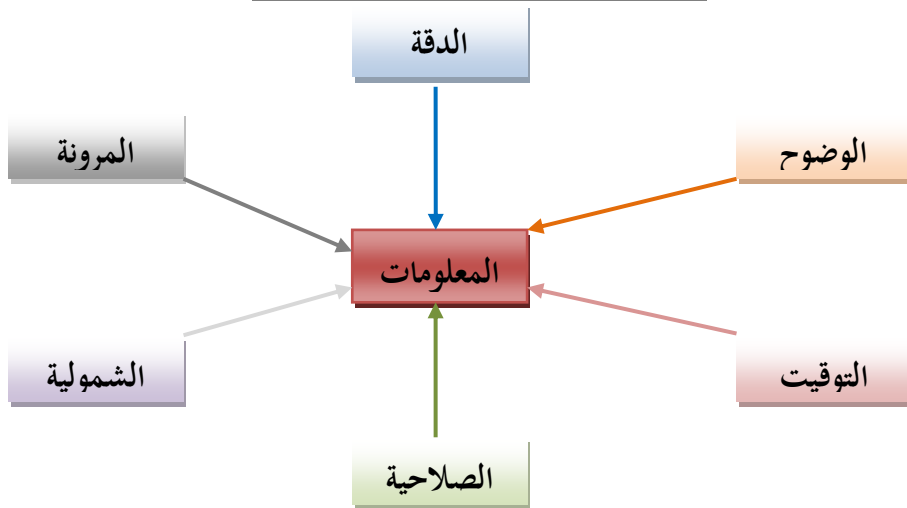 الدقة
الوضوح
المرونة
المعلومات
التوقيت
الشمولية
الصلاحية